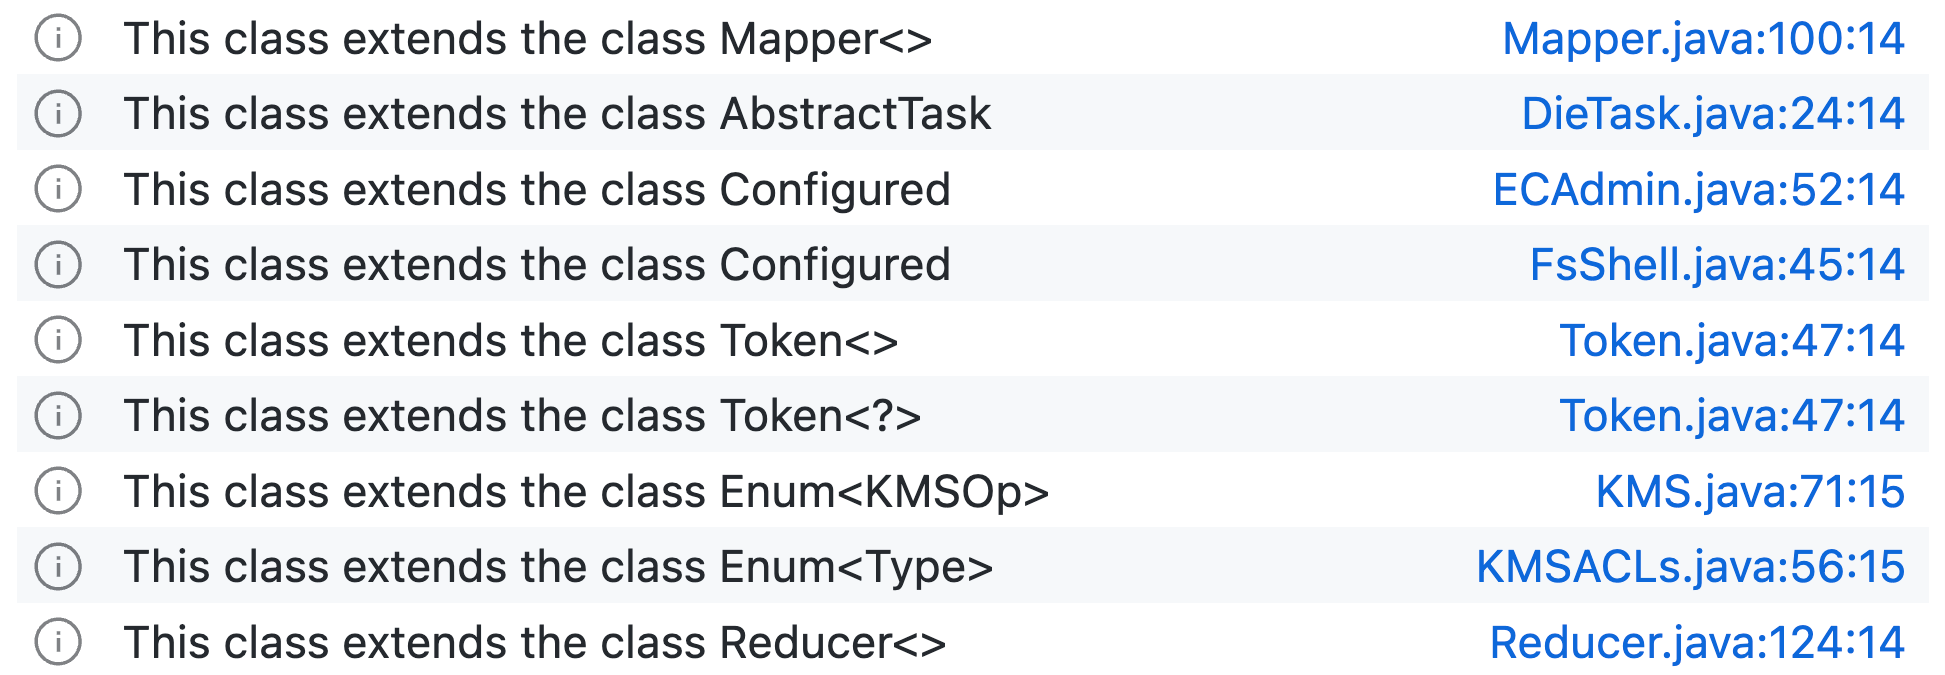 This class extends the class Mapper<> Mapper.java:100:14
This class extends the class AbstractTask DieTask.java:24:14
This class extends the class Configured ECAdmin.java:52:14
This class extends the class Configured FsShell.java:45:14
This class extends the class Token<> Token.java:47:14
This class extends the class Token<?> Token.java:47:14
This class extends the class Enum<KMSOp> KMS.java:71:15
This class extends the class Enum<Type> KMSACLs.java:56:15
This class extends the class Reducer<> Reducer.java:124:14